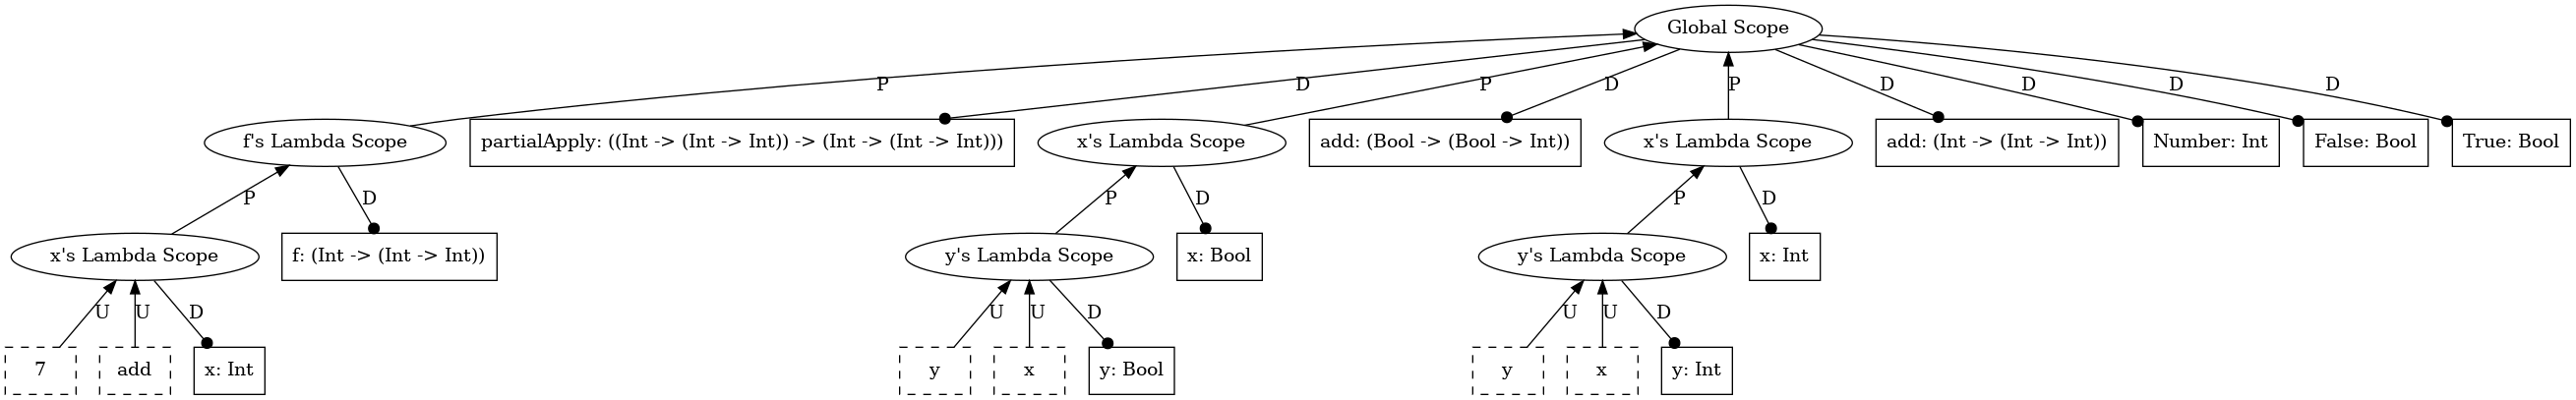 Global Scope
P
D
P
D
P
D
D
D
D
f's Lambda Scope
partialApply: ((Int -> (Int -> Int)) -> (Int -> (Int -> Int)))
x's Lambda Scope
add: (Bool -> (Bool -> Int))
x's Lambda Scope
add: (Int -> (Int -> Int))
Number: Int
False: Bool
True: Bool
P
D
P
D
P
D
x's Lambda Scope
f: (Int -> (Int -> Int))
y's Lambda Scope
x: Bool
y's Lambda Scope
x: Int
U
U
D
U
U
D
U
U
D
7
add
x: Int
y
x
y: Bool
y
x
y: Int